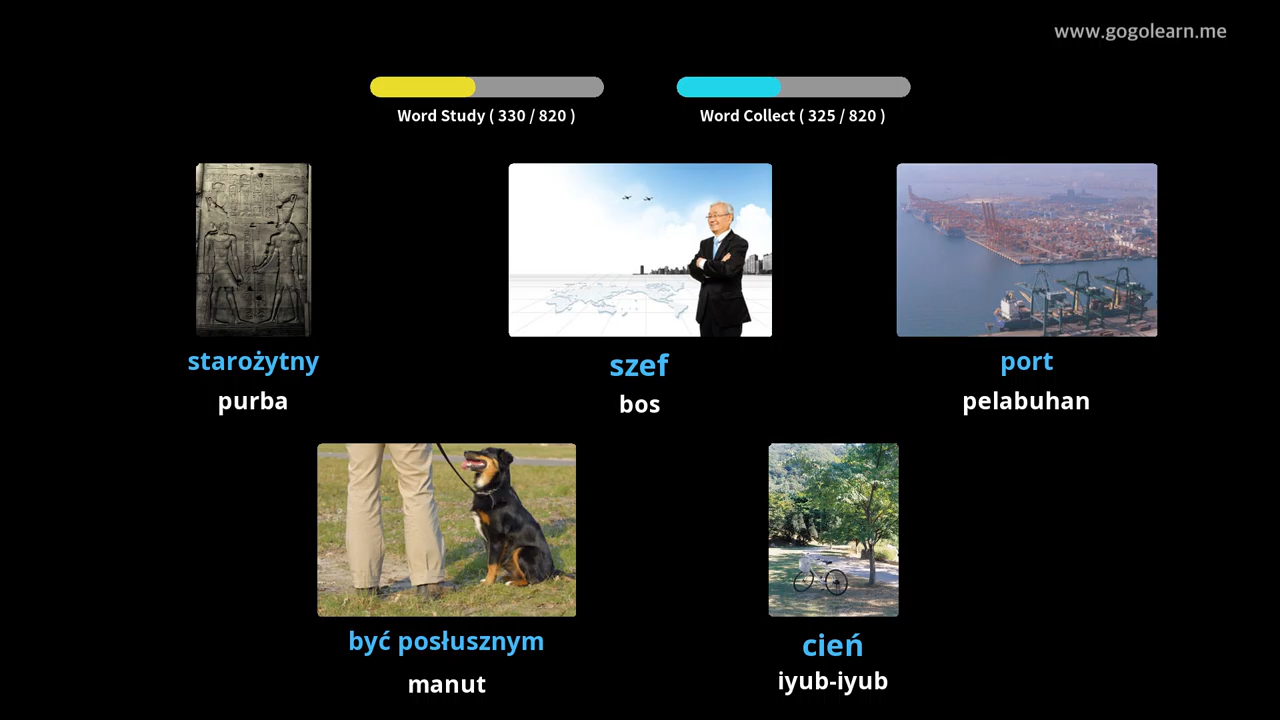 www.gogolearn.me
Word Study ( 330 / 820 )
Word Collect ( 325 / 820 )
starożytny
purba
szef
bos
port
pelabuhan
być posłusznym
manut
cień
iyub-iyub